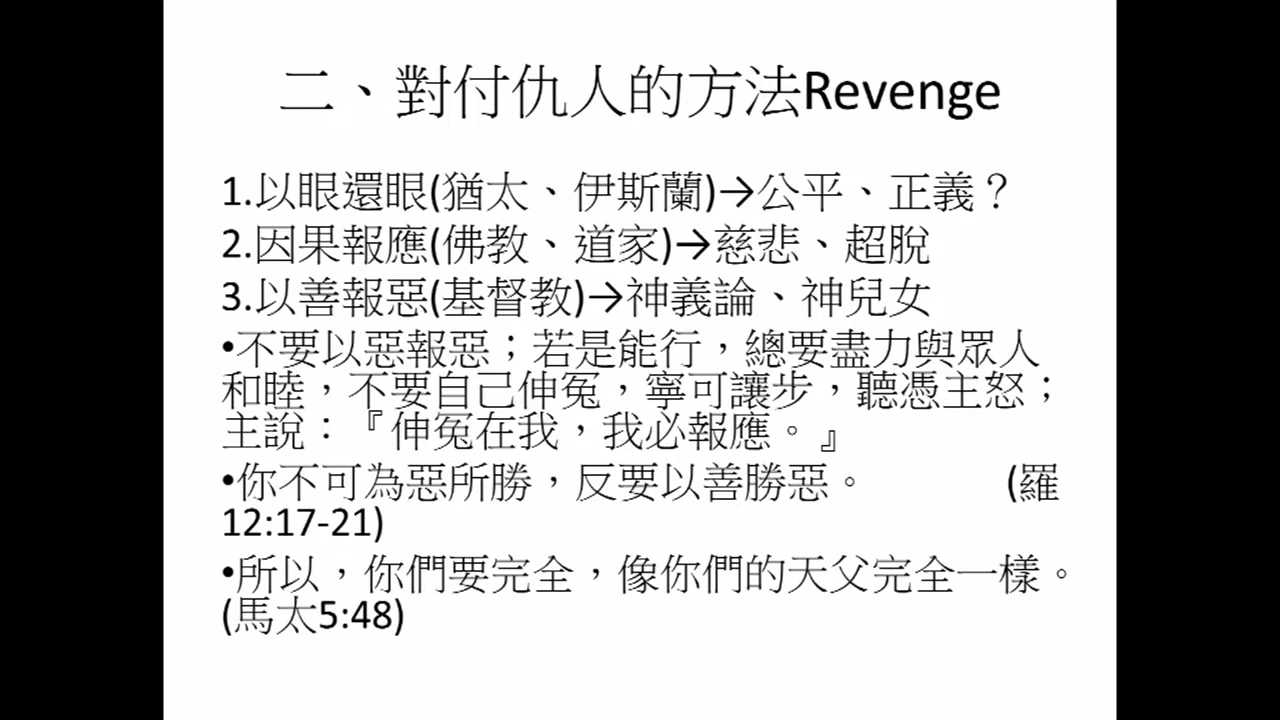 二、對付仇人的方法Revenge
1.以眼還眼(猶太、伊斯蘭)→公平、正義？
2.因果報應(佛教、道家)→慈悲、超脫
3.以善報惡(基督教)→神義論、神兒女
•不要以惡報惡；若是能行，總要盡力與眾人
和睦，不要自己伸冤，寧可讓步，聽憑主怒；
主說：『伸冤在我，我必報應。』
•你不可為惡所勝，反要以善勝惡。 (羅
12:17-21)
•所以，你們要完全，像你們的天父完全一樣。
(馬太5:48)